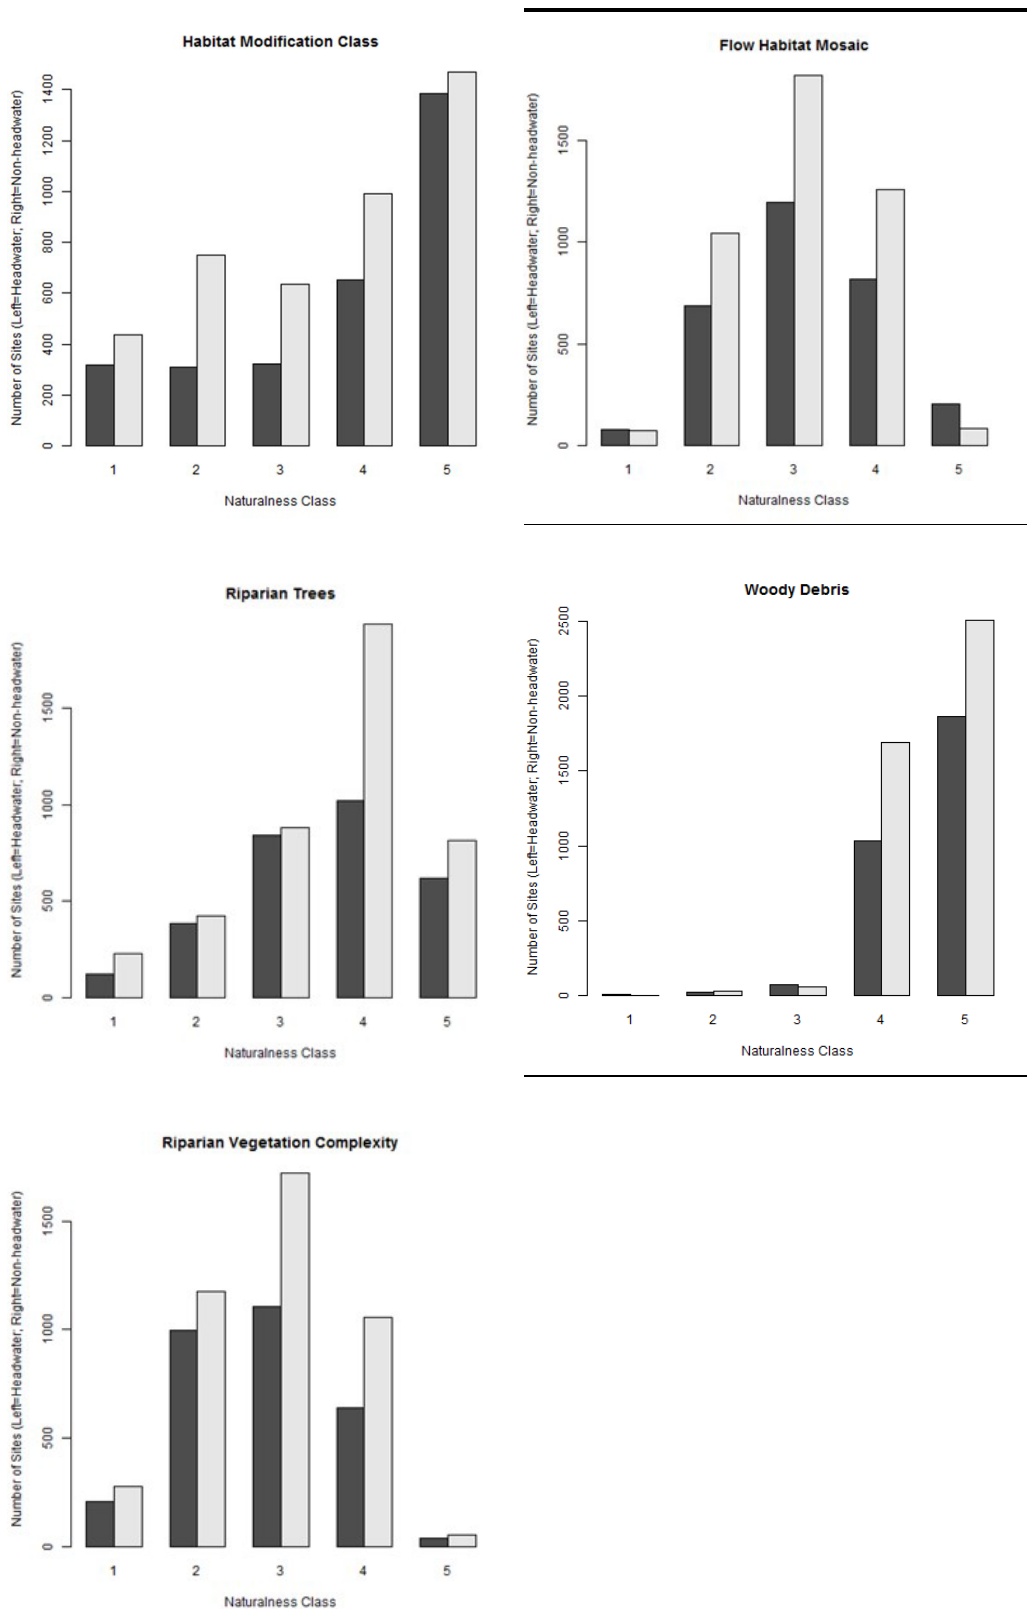 Habitat Modification Class
Number of Sites (Left=Headwater; Right=Non-headwater)
0 200 400 600 800 1000 1200 1400
1 2 3 4 5
Naturalness Class
Flow Habitat Mosaic
Number of Sites (Left=Headwater; Right=Non-headwater)
0 500 1000 1500
1 2 3 4 5
Naturalness Class
Riparian Trees
Number of Sites (Left=Headwater; Right=Non-headwater)
0 500 1000 1500
1 2 3 4 5
Naturalness Class
Woody Debris
Number of Sites (Left=Headwater; Right=Non-headwater)
0 500 1000 1500 2000 2500
1 2 3 4 5
Naturalness Class
Riparian Vegetation Complexity
Number of Sites (Left=Headwater; Right=Non-headwater)
0 500 1000 1500
1 2 3 4 5
Naturalness Class